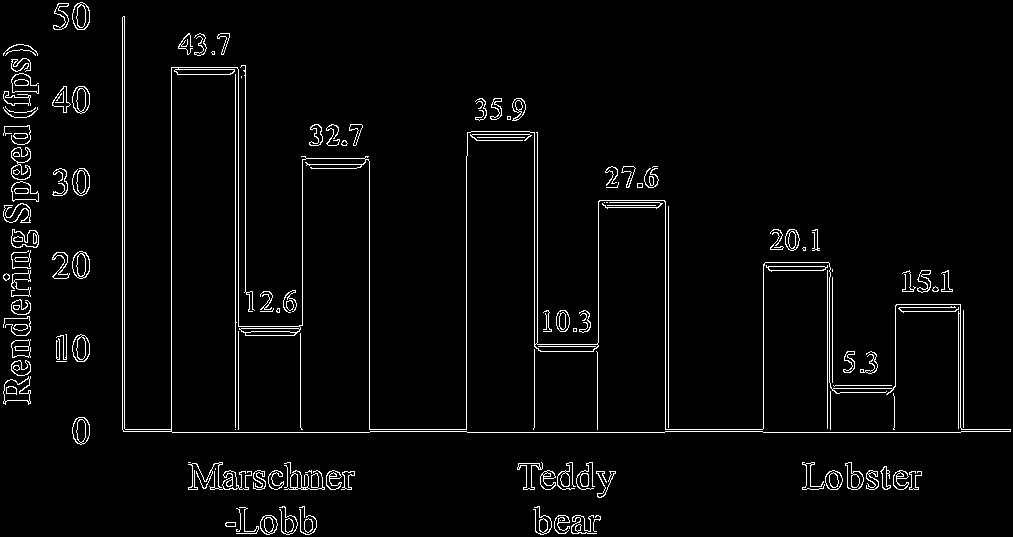 Rendering Speed (fps)
50
40
30
20
10
0
43.7
12.6
32.7
35.9
10.3
27.6
20.1
5.3
15.1
Marschner
-Lobb
Teddy
bear
Lobster